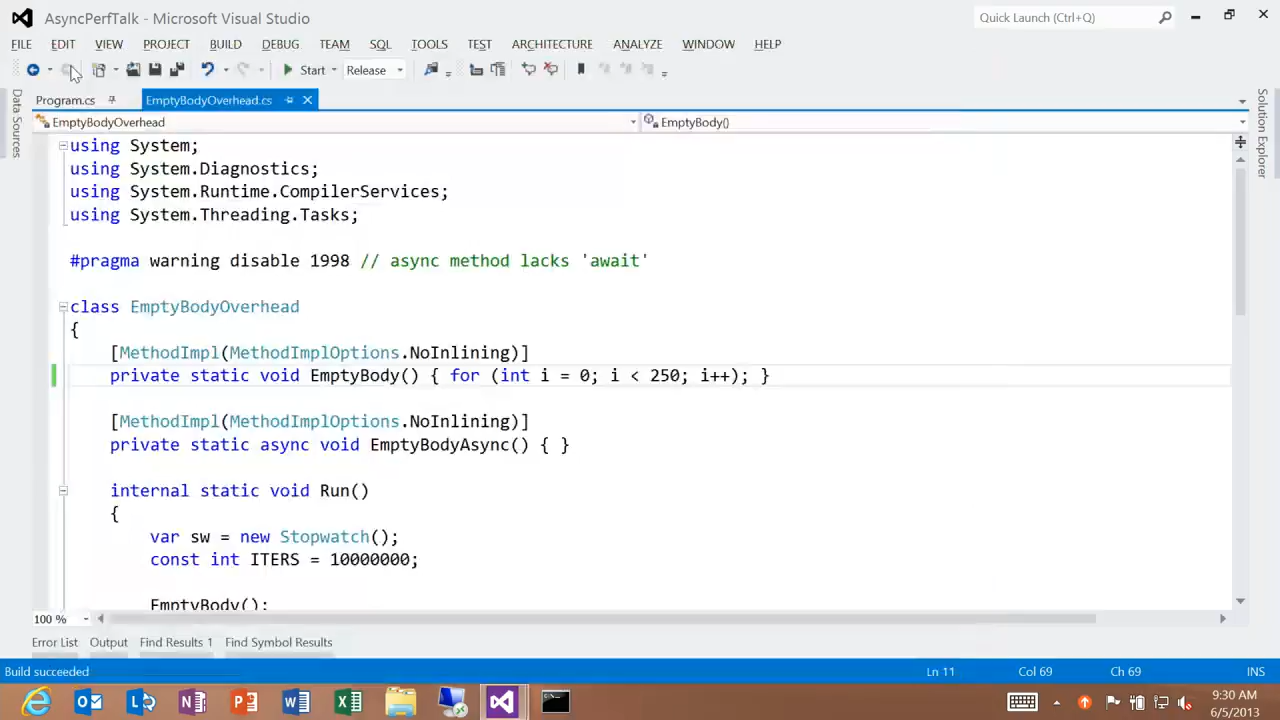 AsyncPerfTalk - Microsoft Visual Studio
Quick Launch (Ctrl+Q)
FILE EDIT VIEW PROJECT BUILD DEBUG TEAM SQL TOOLS TEST ARCHITECTURE ANALYZE WINDOW HELP
Start Release
Program.cs EmptyBodyOverhead.cs
EmptyBodyOverhead EmptyBody()
Data Sources
Solution Explorer
using System;
using System.Diagnostics;
using System.Runtime.CompilerServices;
using System.Threading.Tasks;
#pragma warning disable 1998 // async method lacks 'await'
class EmptyBodyOverhead
{
[MethodImpl(MethodImplOptions.NoInlining)]
private static void EmptyBody() { for (int i = 0; i < 250; i++); }
[MethodImpl(MethodImplOptions.NoInlining)]
private static async void EmptyBodyAsync() { }
internal static void Run()
{
var sw = new Stopwatch();
const int ITERS = 10000000;
EmptyBody();
100 %
Error List Output Find Results 1 Find Symbol Results
Build succeeded Ln 11 Col 69 Ch 69 INS
9:30 AM
6/5/2013